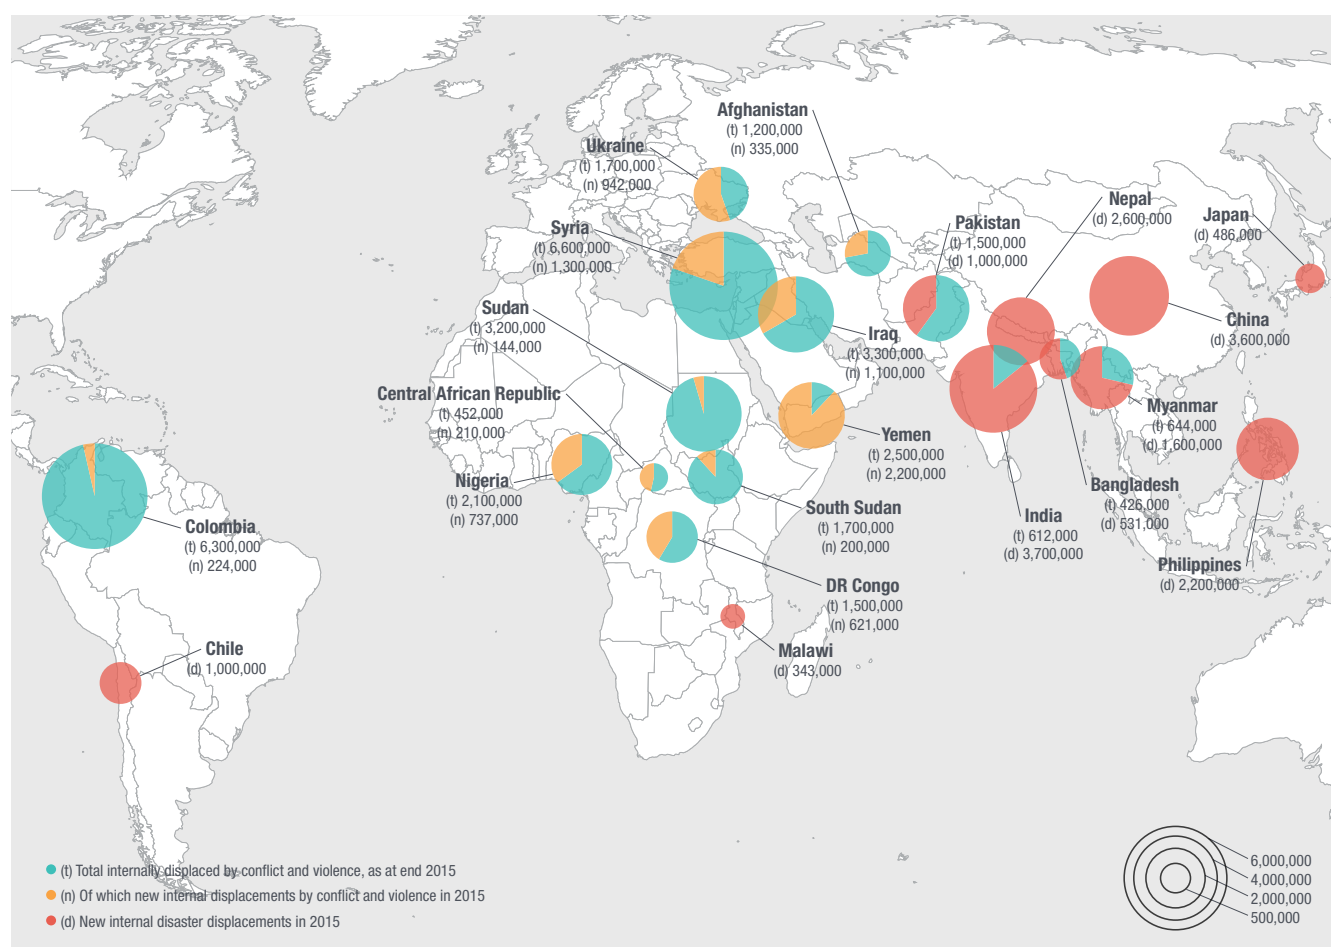 Afghanistan
(t) 1,200,000
(n) 335,000
Ukraine
(t) 1,700,000
(n) 942,000
Syria
(t) 6,600,000
(n) 1,300,000
Pakistan
(t) 1,500,000
(d) 1,000,000
Nepal
(d) 2,600,000
Japan
(d) 486,000
China
(d) 3,600,000
Sudan
(t) 3,200,000
(n) 144,000
Iraq
(t) 3,300,000
(n) 1,100,000
Central African Republic
(t) 452,000
(n) 210,000
Yemen
(t) 2,500,000
(n) 2,200,000
Myanmar
(t) 644,000
(d) 1,600,000
Nigeria
(t) 2,100,000
(n) 737,000
Bangladesh
(t) 426,000
(d) 531,000
South Sudan
(t) 1,700,000
(n) 200,000
India
(t) 612,000
(d) 3,700,000
Colombia
(t) 6,300,000
(n) 224,000
Philippines
(d) 2,200,000
DR Congo
(t) 1,500,000
(n) 621,000
Chile
(d) 1,000,000
Malawi
(d) 343,000
(t) Total internally displaced by conflict and violence, as at end 2015
(n) Of which new internal displacements by conflict and violence in 2015
(d) New internal disaster displacements in 2015
6,000,000
4,000,000
2,000,000
500,000